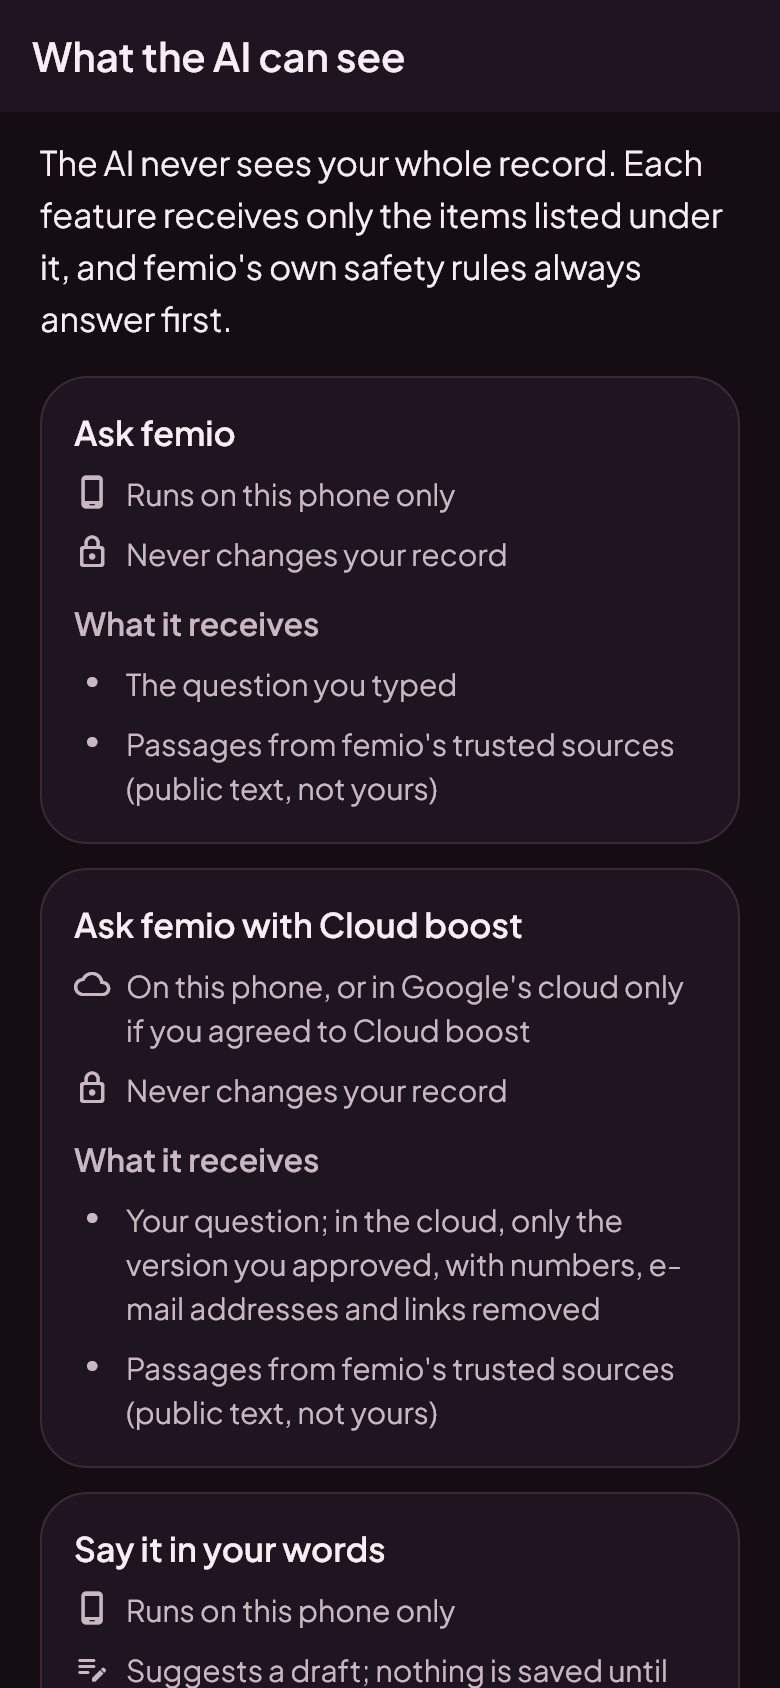 What the AI can see
The AI never sees your whole record. Each
feature receives only the items listed under
it, and femio's own safety rules always
answer first.
Ask femio
Runs on this phone only
Never changes your record
What it receives
• The question you typed
• Passages from femio's trusted sources
(public text, not yours)
Ask femio with Cloud boost
On this phone, or in Google's cloud only
if you agreed to Cloud boost
Never changes your record
What it receives
• Your question; in the cloud, only the
version you approved, with numbers, e-
mail addresses and links removed
• Passages from femio's trusted sources
(public text, not yours)
Say it in your words
Runs on this phone only
Suggests a draft; nothing is saved until